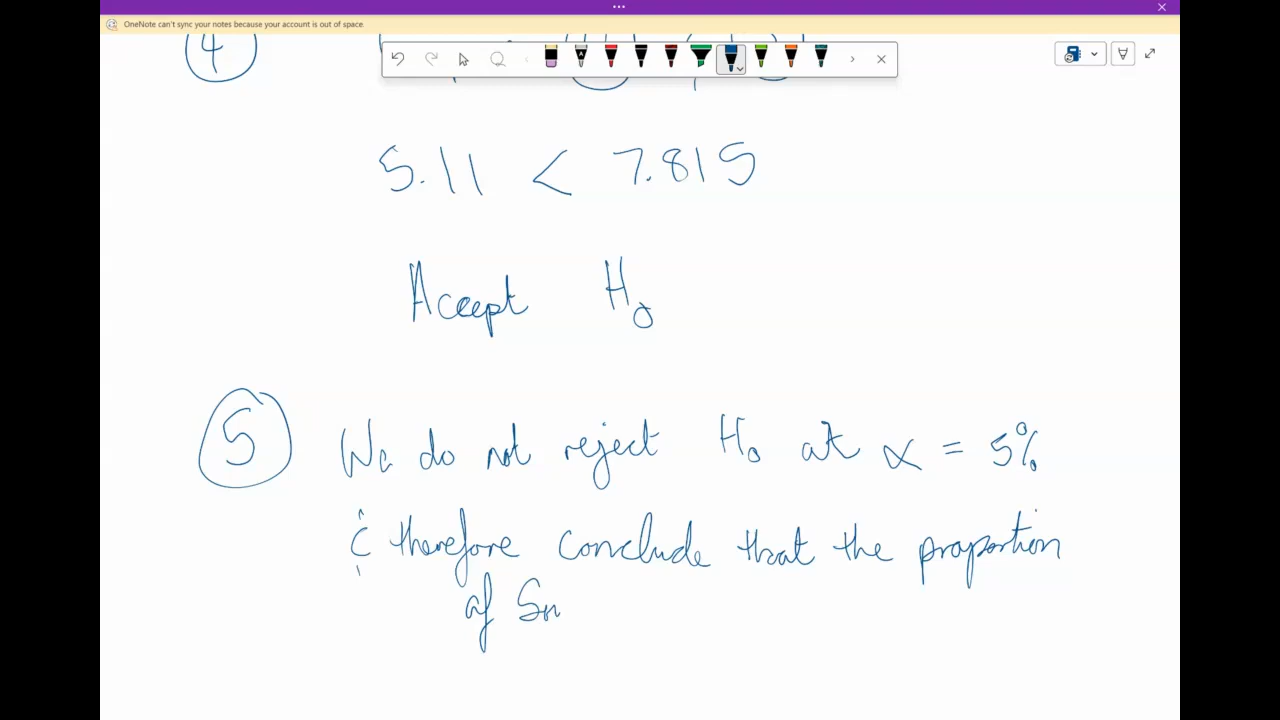 OneNote can't sync your notes because your account is out of space.
4
5.11 < 7.815
Accept H₀
5 We do not reject H₀ at α = 5%
& therefore conclude that the proportion
of Sm